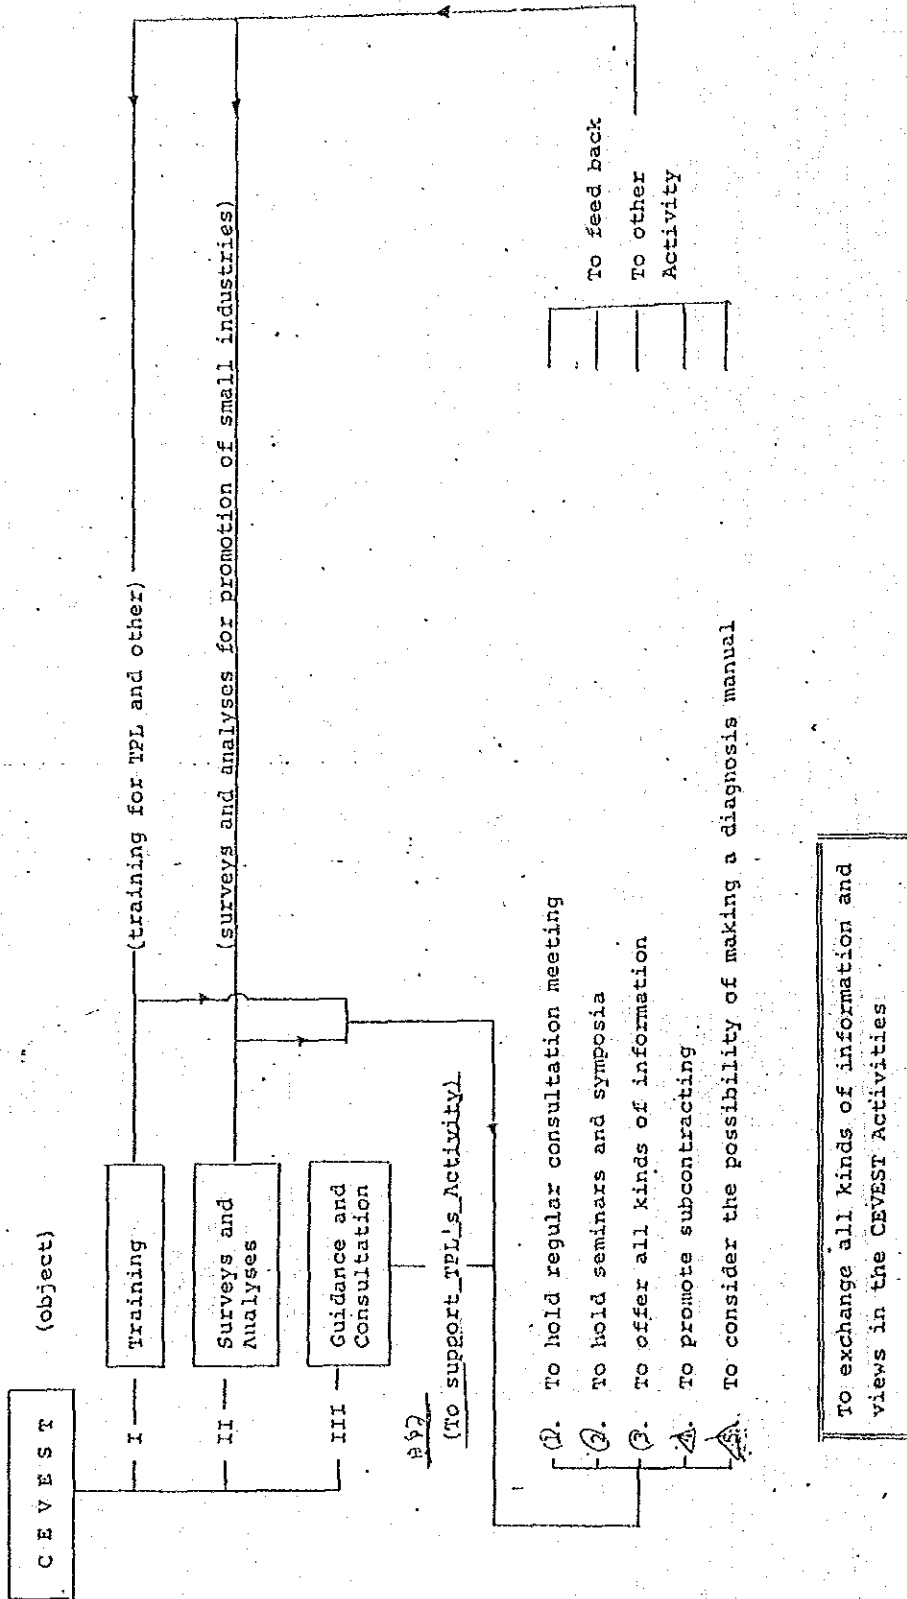 C E V E S T
(object)
I
Training
(training for TPL and other)
II
Surveys and
Analyses
(surveys and analyses for promotion of small industries)
III
Guidance and
Consultation
(To support TPL's Activity)
1. To hold regular consultation meeting
2. To hold seminars and symposia
3. To offer all kinds of information
4. To promote subcontracting
To consider the possibility of making a diagnosis manual
To feed back
To other
Activity
To exchange all kinds of information and
views in the CEVEST Activities